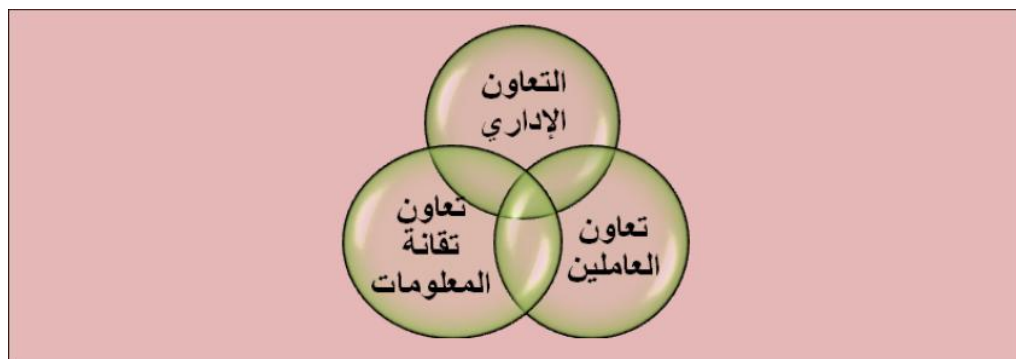 التعاون
الإداري
تعاون
العاملين
تعاون
تقانة
المعلومات